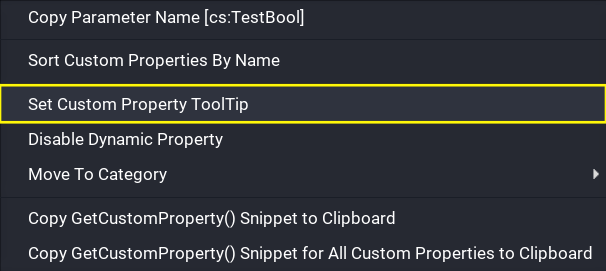 Copy Parameter Name [cs:TestBool]
Sort Custom Properties By Name
Set Custom Property ToolTip
Disable Dynamic Property
Move To Category
Copy GetCustomProperty() Snippet to Clipboard
Copy GetCustomProperty() Snippet for All Custom Properties to Clipboard